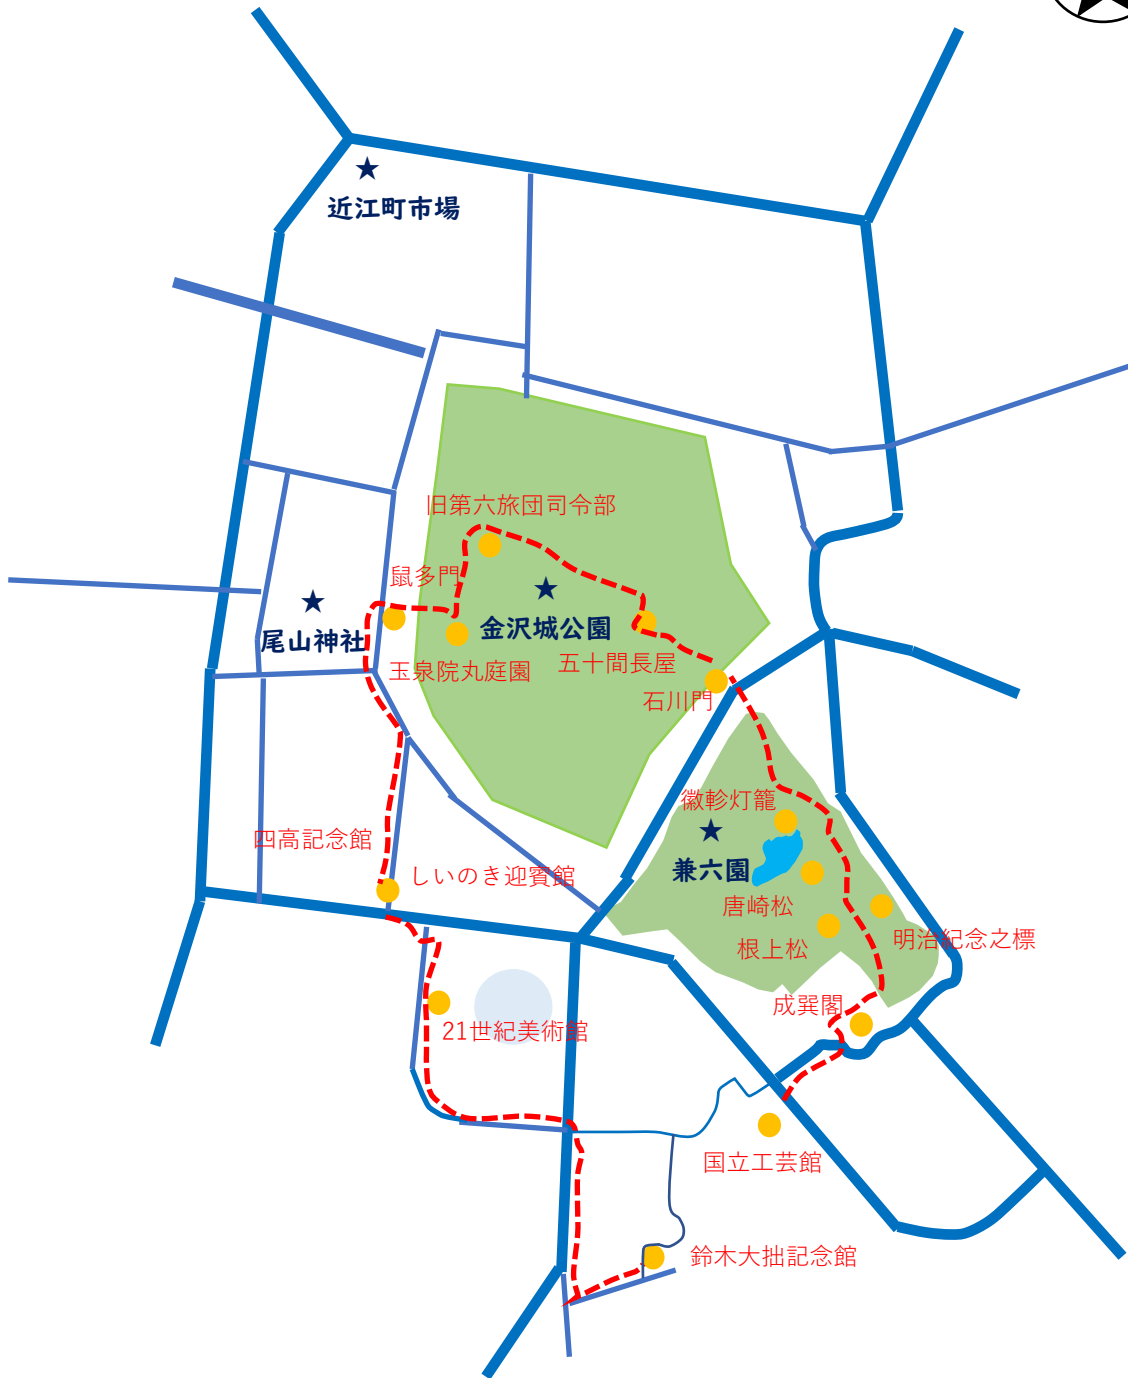 近江町市場
旧第六旅団司令部
鼠多門
尾山神社
金沢城公園
玉泉院丸庭園
五十間長屋
石川門
徽軫灯籠
四高記念館
兼六園
しいのき迎賓館
唐崎松
根上松
明治紀念之標
成巽閣
21世紀美術館
国立工芸館
鈴木大拙記念館